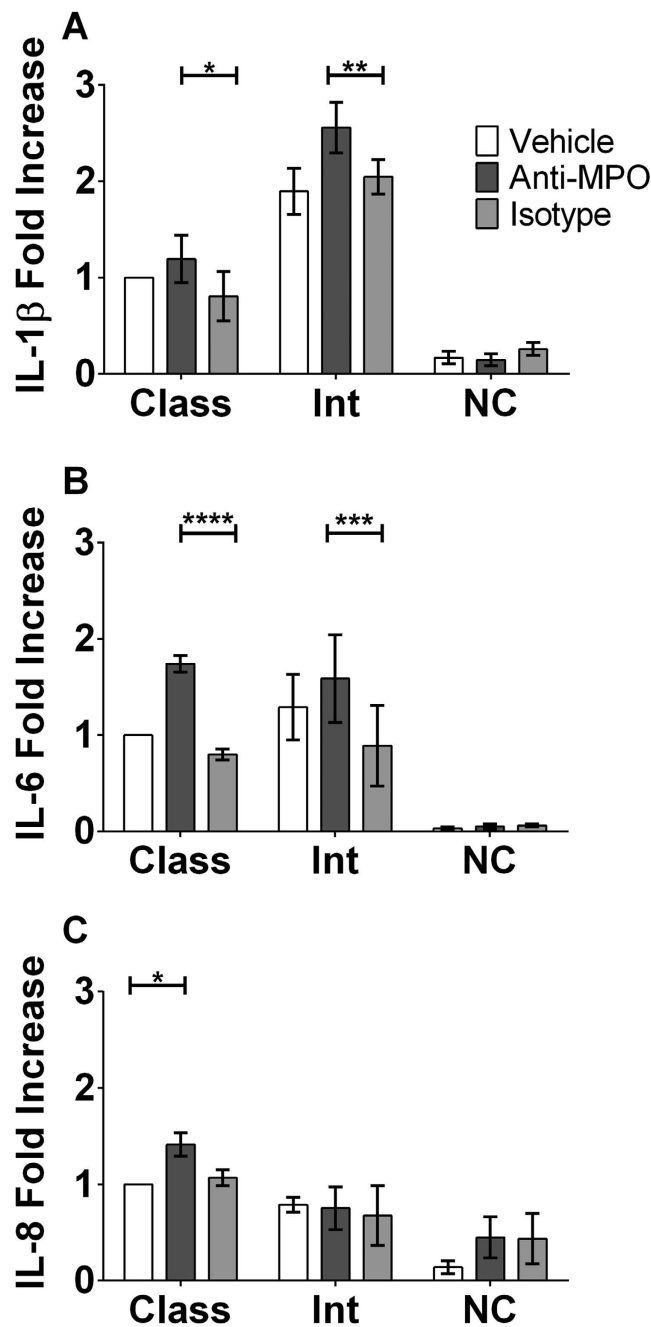 A
IL-1β Fold Increase
3
2
1
0
* **
Vehicle
Anti-MPO
Isotype
Class Int NC
B
IL-6 Fold Increase
3
2
1
0
**** ***
Class Int NC
C
IL-8 Fold Increase
3
2
1
0
*
Class Int NC